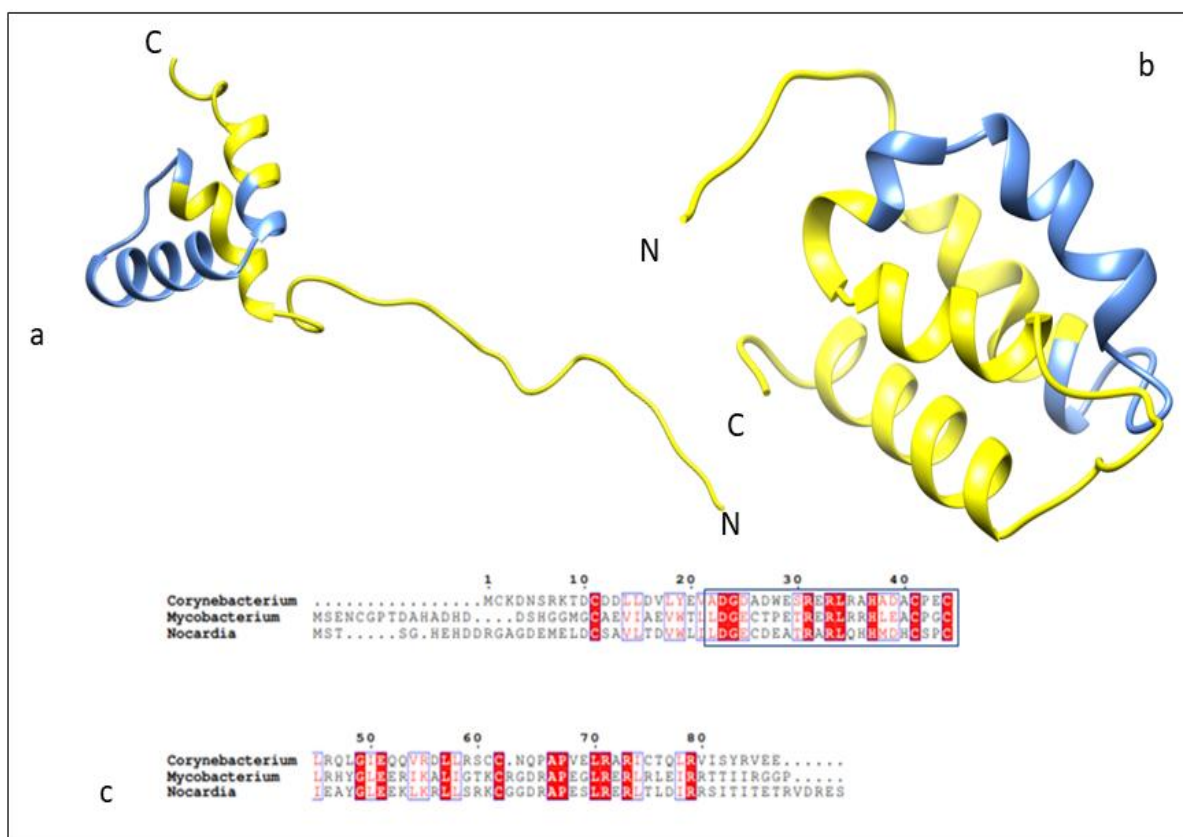 C
b
a
N
C
N
1 10 20 30 40
Corynebacterium ................MCKDNSRKTDCDDLLDVLYEVADGDADWESRERLRAHADACPEC
Mycobacterium MSENCGPTDAHADHD....DSHGGMGCAEVIAEVWTLLDGECTPETRERLRRHLEACPGC
Nocardia MST.....SG.HEHDDRGAGDEMELDCSAVLTDVWLLLDGECDEATRARLQHHMDHCSPC
50 60 70 80
Corynebacterium LRQLGIEQQVRDLLRSCC.NQPAPVELRARICTQLRVISYRVEE......
Mycobacterium LRHYGLEERIKALIGTKCRGDRAPEGLRERLRLEIRRTTIIRGGP.....
Nocardia IEAYGLEEKLKRLLSRKCGGDRAPESLRERLTLDIRRSITITETRVDRES
c